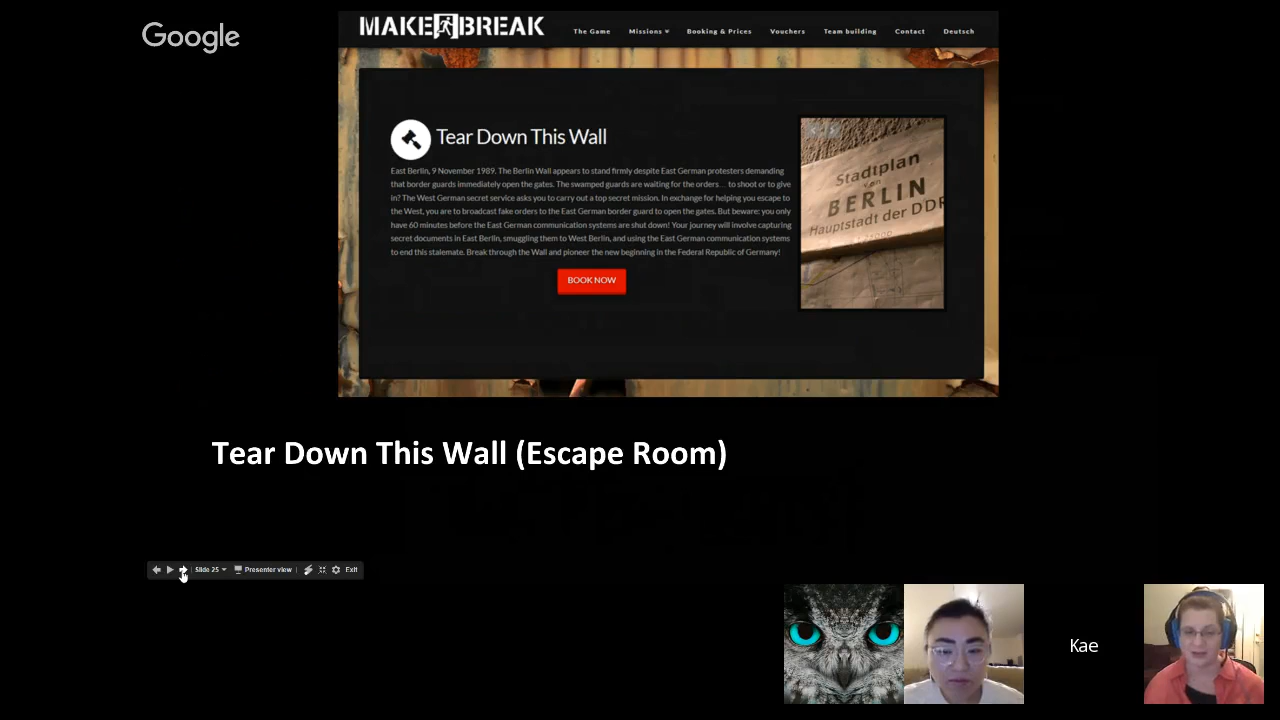 Google
MAKE A BREAK
The Game Missions Booking & Prices Vouchers Team building Contact Deutsch
Tear Down This Wall
East Berlin, 9 November 1989. The Berlin Wall appears to stand firmly despite East German protesters demanding
that border guards immediately open the gates. The swamped guards are waiting for the orders… to shoot or to give
in? The West German secret service asks you to carry out a top secret mission. In exchange for helping you escape to
the West, you are to broadcast fake orders to the East German border guard to open the gates. But beware: you only
have 60 minutes before the East German communication systems are shut down! Your journey will involve capturing
secret documents in East Berlin, smuggling them to West Berlin, and using the East German communication systems
to end this stalemate. Break through the Wall and pioneer the new beginning in the Federal Republic of Germany!
BOOK NOW
Stadtplan
von
BERLIN
Hauptstadt der DDR
Tear Down This Wall (Escape Room)
Slide 25 Presenter view Exit
Kae